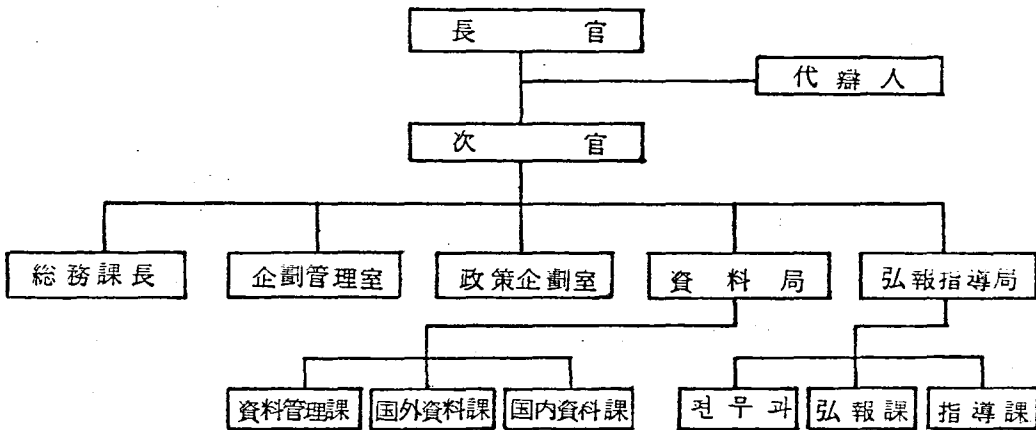 長官
代辯人
次官
総務課長
企劃管理室
政策企劃室
資料局
弘報指導局
資料管理課
国外資料課
国内資料課
전무과
弘報課
指導課